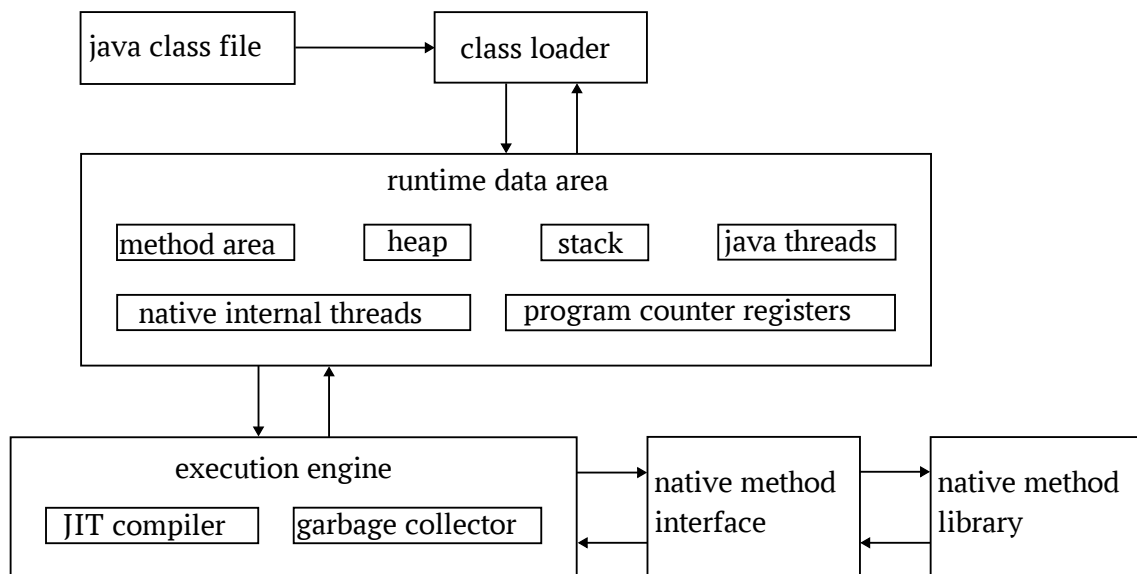 java class file
class loader
runtime data area
method area
heap
stack
java threads
native internal threads
program counter registers
execution engine
JIT compiler
garbage collector
native method
interface
native method
library